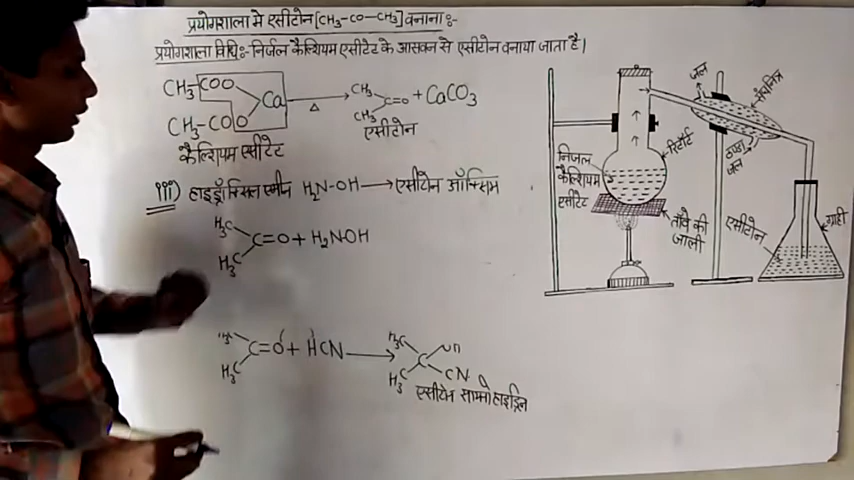 प्रयोगशाला मे एसीटोन [CH₃-CO-CH₃] बनाना :-
प्रयोगशाला विधि :- निर्जल कैल्शियम एसीटेट के आसवन से एसीटोन बनाया जाता है।
CH₃-COO
CH₃-COO
Ca
△
CH₃
CH₃
C=O + CaCO₃
कैल्शियम एसीटेट
एसीटोन
iii) हाइड्रॉक्सिल एमीन H₂N-OH → एसीटोन ऑक्सिम
H₃C
H₃C
C=O + H₂N-OH
H₃C
C=O + HCN →
H₃C
H₃C
C
H₃C
CN
एसीटोन सायनोहाइड्रिन
जल
संघनित्र
रिटॉर्ट
ठण्डा
जल
निर्जल
कैल्शियम
एसीटेट
ताँबे की
जाली
एसीटोन
ग्राही